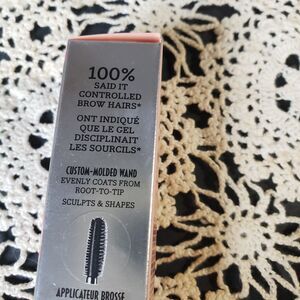 100%
SAID IT
CONTROLLED
BROW HAIRS*
ONT INDIQUÉ
QUE LE GEL
DISCIPLINAIT
LES SOURCILS*
CUSTOM-MOLDED WAND
EVENLY COATS FROM
ROOT-TO-TIP
SCULPTS & SHAPES
APPLICATEUR BROSSE